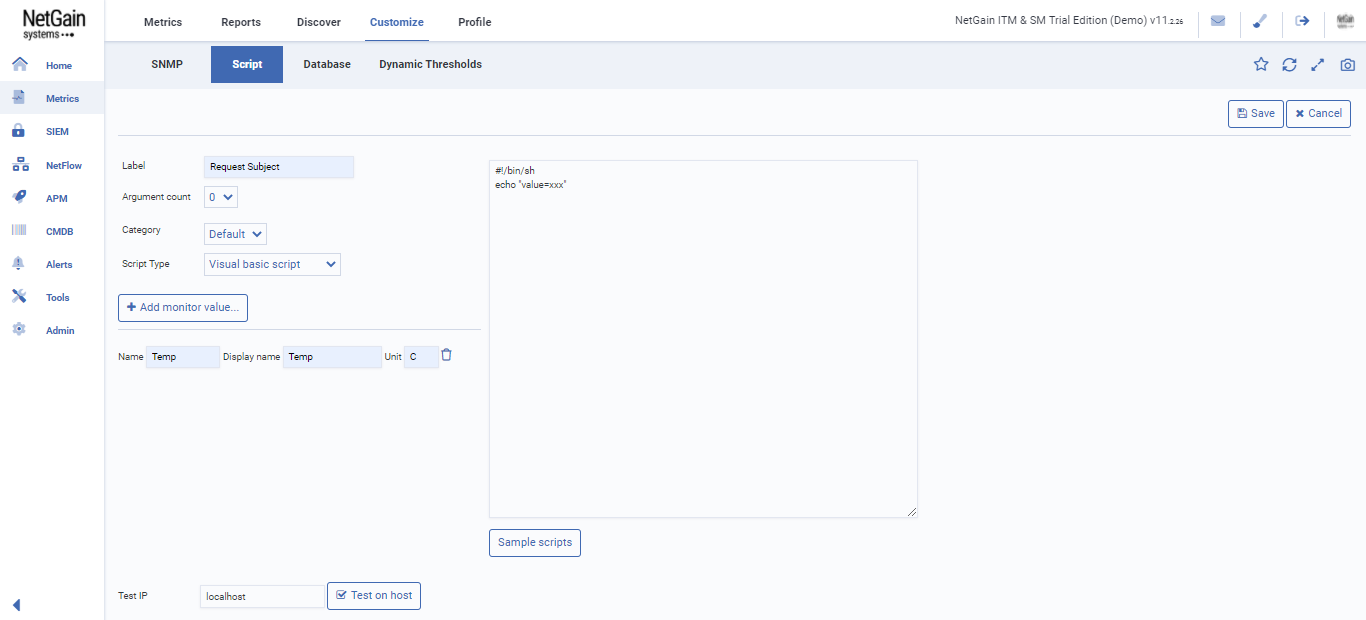 NetGain
systems
Metrics Reports Discover Customize Profile
NetGain ITM & SM Trial Edition (Demo) v11.2.26
SNMP Script Database Dynamic Thresholds
Home
Metrics
SIEM
NetFlow
APM
CMDB
Alerts
Tools
Admin
Save Cancel
Label Request Subject
Argument count 0
Category Default
Script Type Visual basic script
Add monitor value...
Name Temp Display name Temp Unit C
#!/bin/sh
echo "value=xxx"
Sample scripts
Test IP localhost Test on host